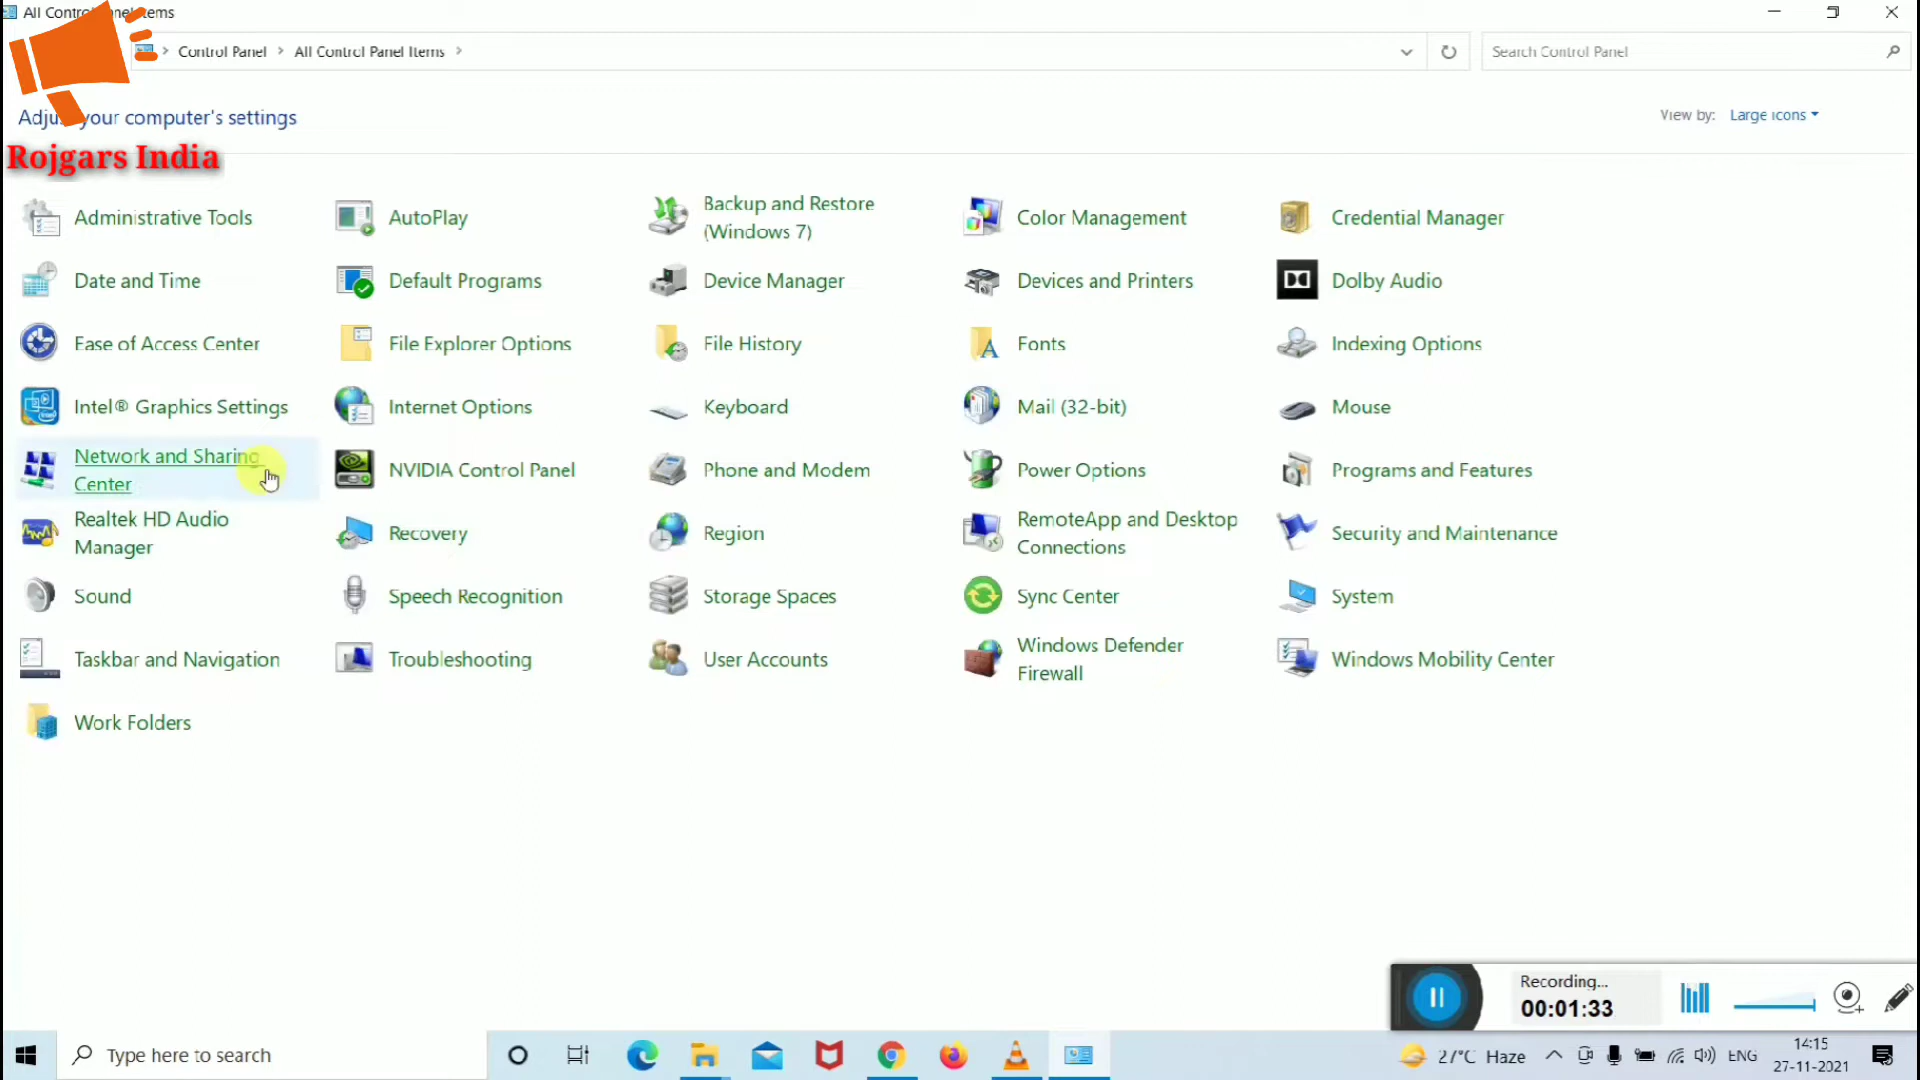 All Control Panel Items
Control Panel
All Control Panel Items
Search Control Panel
Adjust your computer's settings
View by: Large icons
Rojgars India
Administrative Tools
AutoPlay
Backup and Restore
(Windows 7)
Color Management
Credential Manager
Date and Time
Default Programs
Device Manager
Devices and Printers
Dolby Audio
Ease of Access Center
File Explorer Options
File History
Fonts
Indexing Options
Intel® Graphics Settings
Internet Options
Keyboard
Mail (32-bit)
Mouse
Network and Sharing
Center
NVIDIA Control Panel
Phone and Modem
Power Options
Programs and Features
Realtek HD Audio
Manager
Recovery
Region
RemoteApp and Desktop
Connections
Security and Maintenance
Sound
Speech Recognition
Storage Spaces
Sync Center
System
Taskbar and Navigation
Troubleshooting
User Accounts
Windows Defender
Firewall
Windows Mobility Center
Work Folders
Recording...
00:01:33
Type here to search
27°C Haze
ENG
14:15
27-11-2021